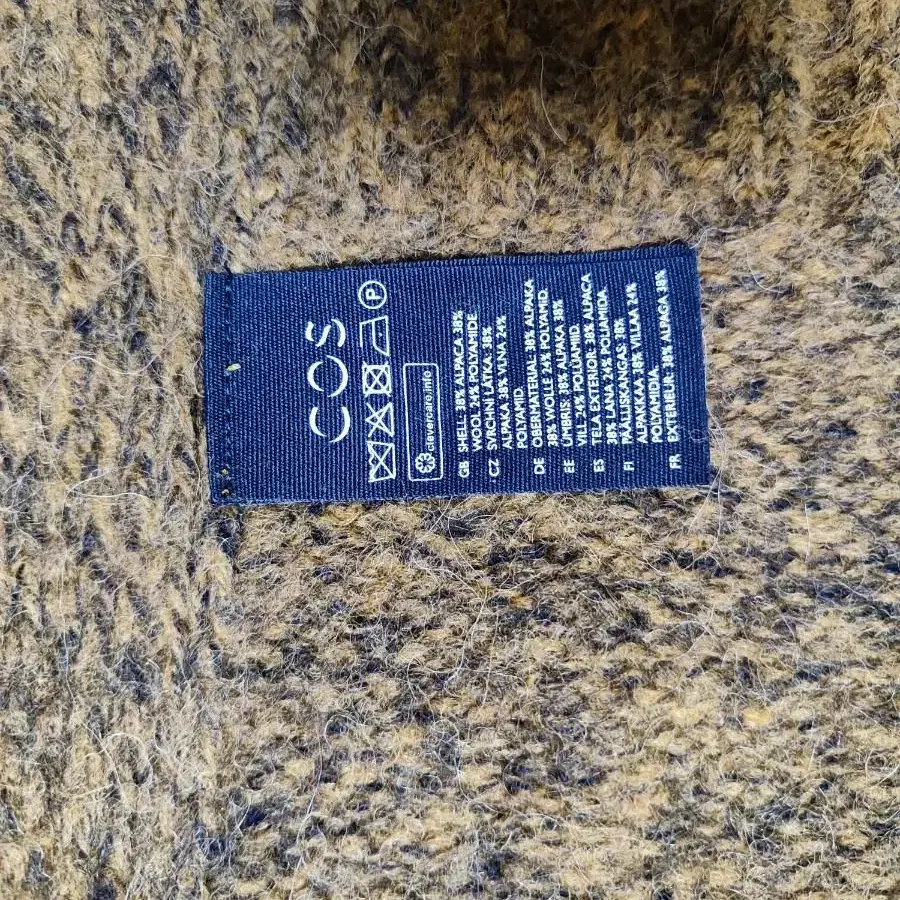 COS
P
clevercare.info
GB SHELL: 38% ALPACA 38%
WOOL 24% POLYAMIDE
CZ SVRCHNÍ LÁTKA: 38%
ALPAKA 38% VLNA 24%
POLYAMID.
DE OBERMATERIAL: 38% ALPAKA
38% WOLLE 24% POLYAMID.
EE ÜMBRIS: 38% ALPAKA 38%
VILL 24% POLÜAMID.
ES TELA EXTERIOR: 38% ALPACA
38% LANA 24% POLIAMIDA.
FI PÄÄLLISKANGAS: 38%
ALPAKKA 38% VILLAA 24%
POLYAMIDIA
FR EXTERIEUR: 38% ALPAGA 38%